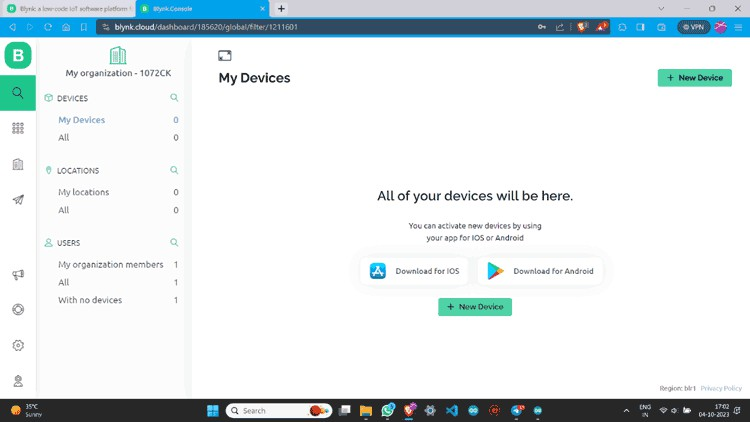 Blynk, a low-code IoT software platform f
Blynk.Console
blynk.cloud/dashboard/185620/global/filter/1211601
VPN
B
My organization - 1072CK
DEVICES
My Devices 0
All 0
LOCATIONS
My locations 0
All 0
USERS
My organization members 1
All 1
With no devices 1
My Devices
+ New Device
All of your devices will be here.
You can activate new devices by using
your app for IOS or Android
Download for IOS
Download for Android
+ New Device
Region: blr1 Privacy Policy
35°C
Sunny
Search
ENG
IN
17:02
04-10-2023